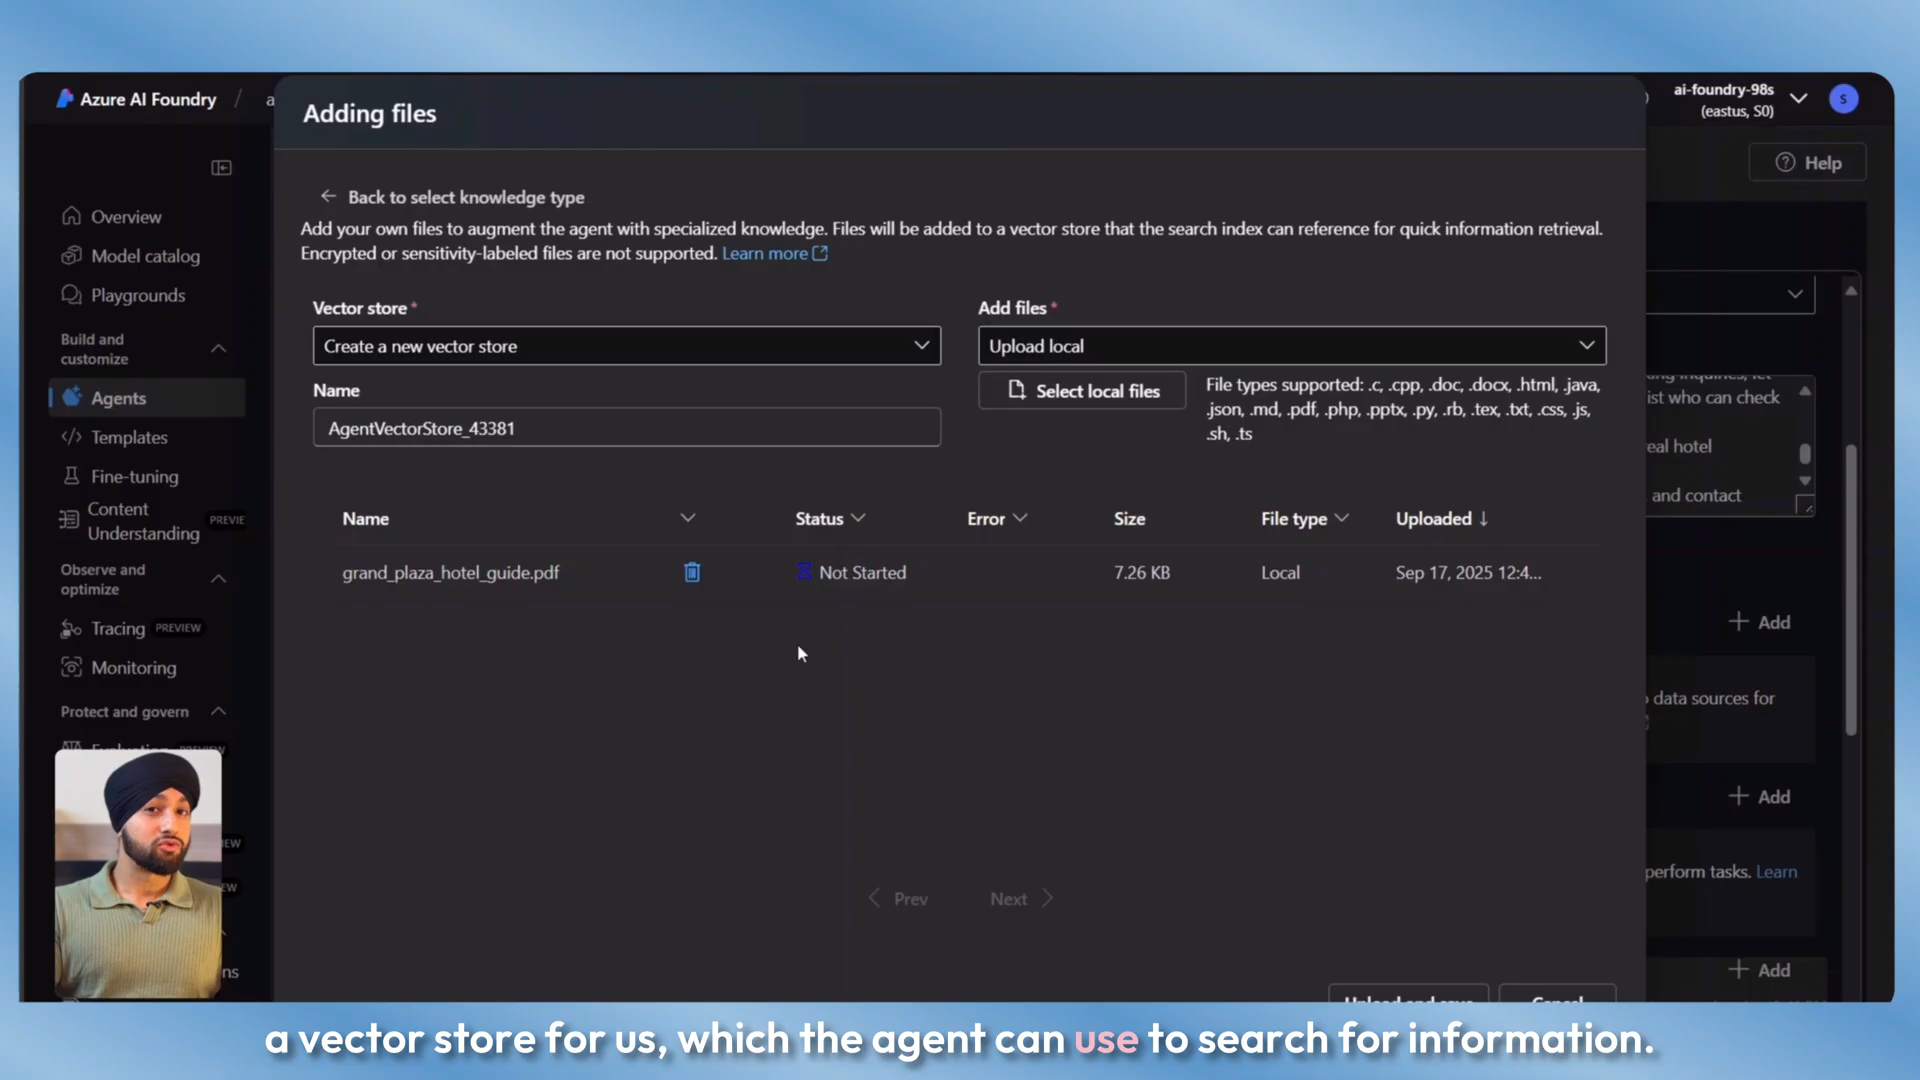 Azure AI Foundry / a
ai-foundry-98s
(eastus, S0)
S
Help
Overview
Model catalog
Playgrounds
Build and
customize
Agents
Templates
Fine-tuning
Content
Understanding
PREVIE
Observe and
optimize
Tracing PREVIEW
Monitoring
Protect and govern
Adding files
Back to select knowledge type
Add your own files to augment the agent with specialized knowledge. Files will be added to a vector store that the search index can reference for quick information retrieval.
Encrypted or sensitivity-labeled files are not supported. Learn more
Vector store *
Create a new vector store
Name
AgentVectorStore_43381
Add files *
Upload local
Select local files
File types supported: .c, .cpp, .doc, .docx, .html, .java,
.json, .md, .pdf, .php, .pptx, .py, .rb, .tex, .txt, .css, .js,
.sh, .ts
Name Status Error Size File type Uploaded ↓
grand_plaza_hotel_guide.pdf Not Started 7.26 KB Local Sep 17, 2025 12:4...
Prev Next
Upload and save Cancel
ist who can check
eal hotel
and contact
+ Add
data sources for
+ Add
perform tasks. Learn
+ Add
EW
EW
ns
a vector store for us, which the agent can use to search for information.